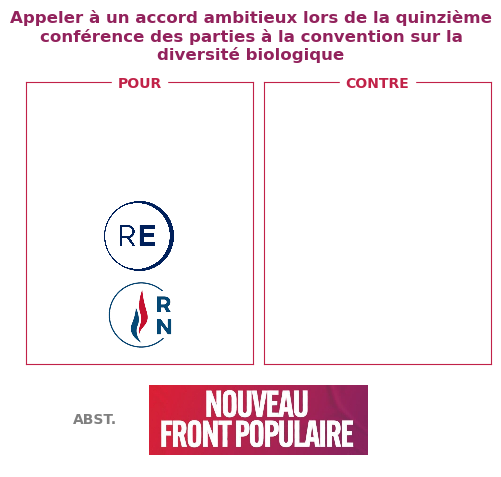 Appeler à un accord ambitieux lors de la quinzième
conférence des parties à la convention sur la
diversité biologique
POUR
CONTRE
RE
R
N
ABST.
NOUVEAU
FRONT POPULAIRE